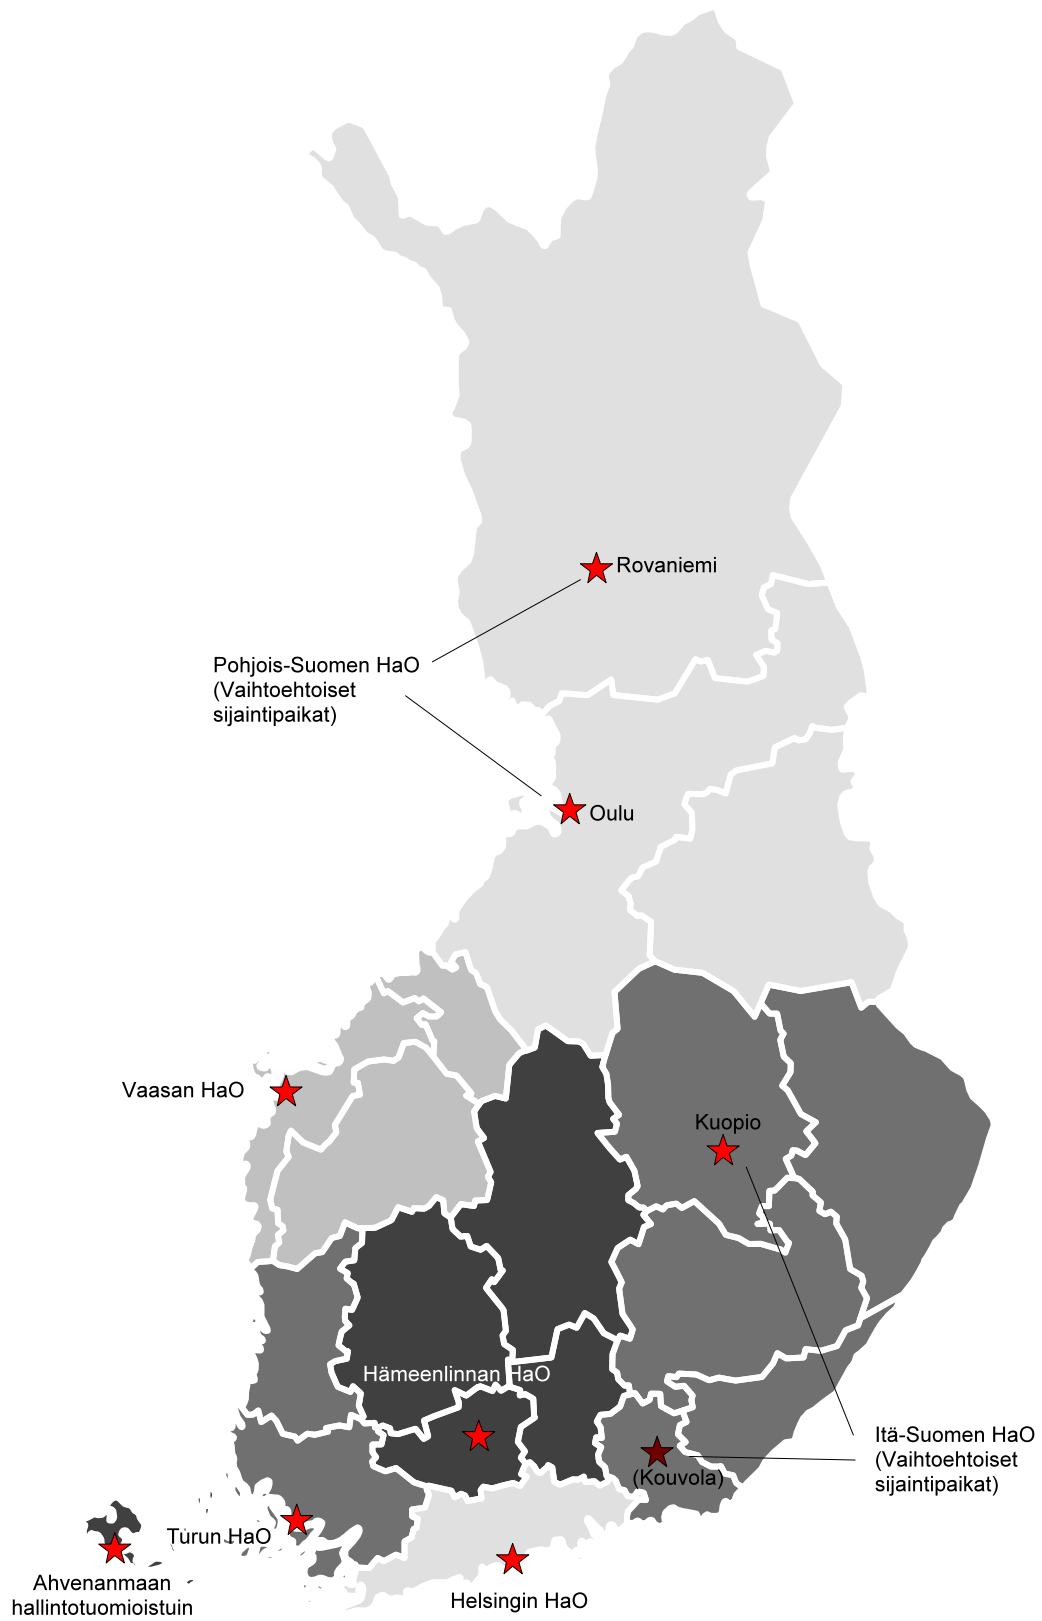 Rovaniemi
Pohjois-Suomen HaO
(Vaihtoehtoiset
sijaintipaikat)
Oulu
Vaasan HaO
Kuopio
Hämeenlinnan HaO
Itä-Suomen HaO
(Vaihtoehtoiset
sijaintipaikat)
(Kouvola)
Turun HaO
Ahvenanmaan
hallintotuomioistuin
Helsingin HaO